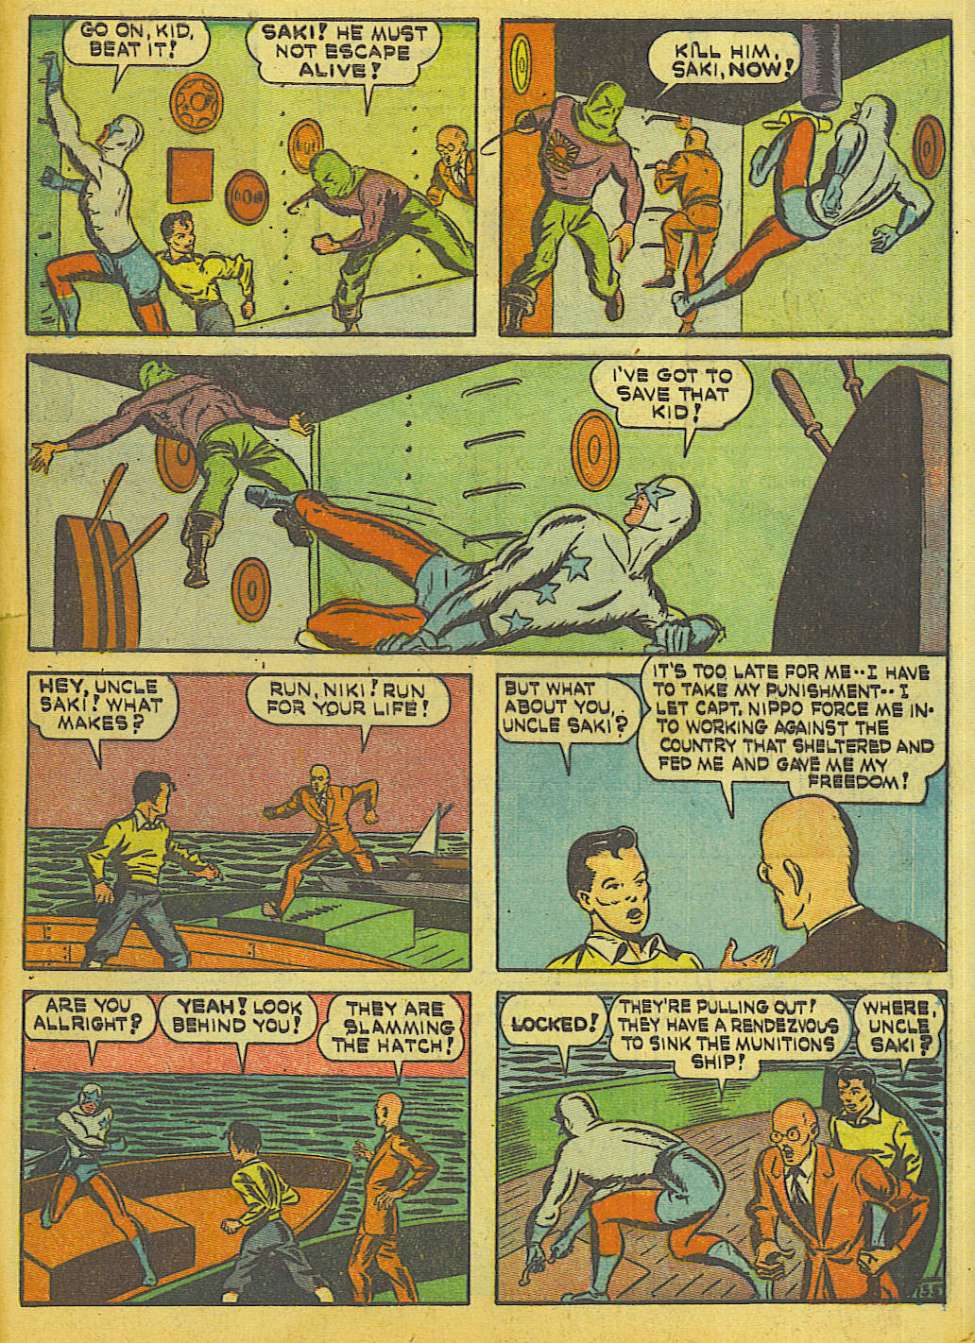 GO ON, KID,
BEAT IT!
SAKI! HE MUST
NOT ESCAPE
ALIVE!
KILL HIM,
SAKI, NOW!
I'VE GOT TO
SAVE THAT
KID!
HEY, UNCLE
SAKI! WHAT
MAKES?
RUN, NIKI! RUN
FOR YOUR LIFE!
BUT WHAT
ABOUT YOU,
UNCLE SAKI?
IT'S TOO LATE FOR ME-- I HAVE
TO TAKE MY PUNISHMENT-- I
LET CAPT. NIPPO FORCE ME IN-
TO WORKING AGAINST THE
COUNTRY THAT SHELTERED AND
FED ME AND GAVE ME MY
FREEDOM!
ARE YOU
ALLRIGHT?
YEAH! LOOK
BEHIND YOU!
THEY ARE
SLAMMING
THE HATCH!
LOCKED!
THEY'RE PULLING OUT!
THEY HAVE A RENDEZVOUS
TO SINK THE MUNITIONS
SHIP!
WHERE,
UNCLE
SAKI?